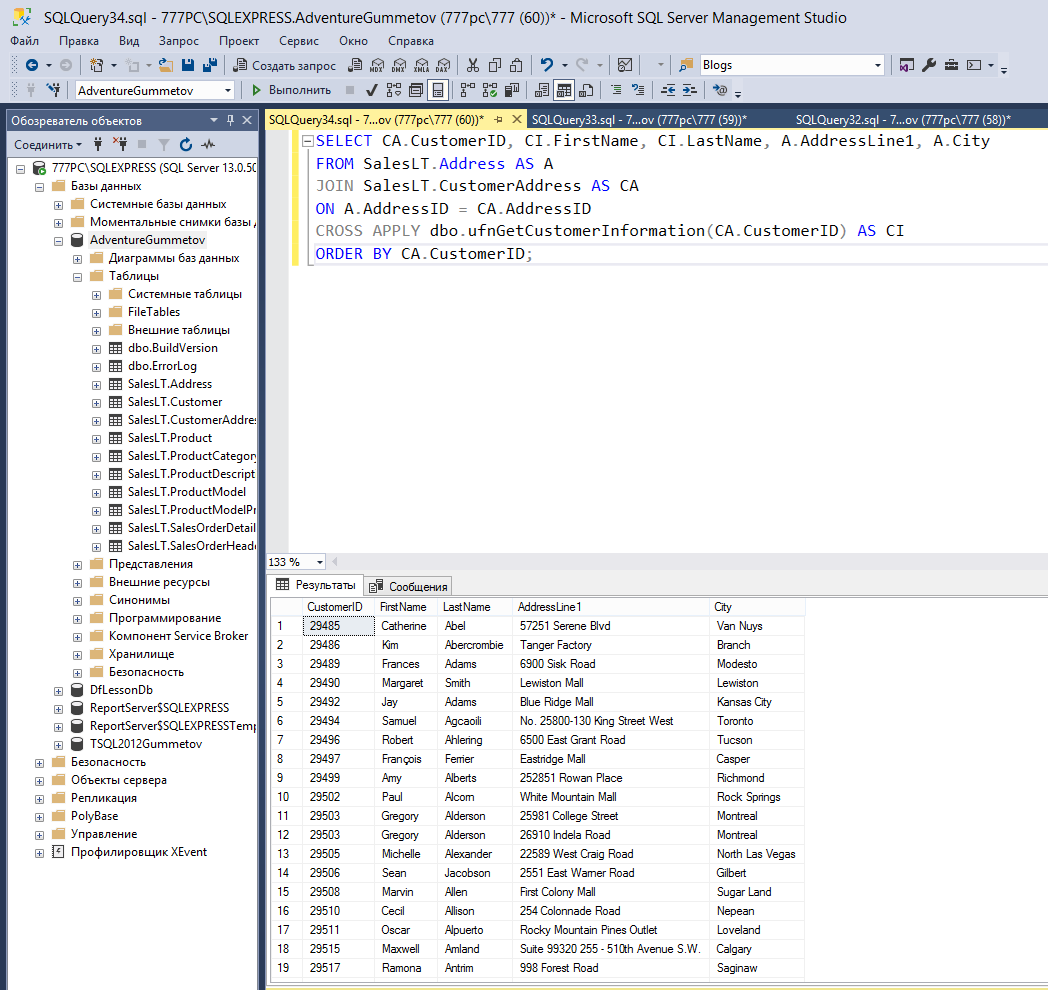 SQLQuery34.sql - 777PC\SQLEXPRESS.AdventureGummetov (777pc\777 (60))* - Microsoft SQL Server Management Studio
Файл Правка Вид Запрос Проект Сервис Окно Справка
Создать запрос MDX DMX XMLA DAX Blogs
AdventureGummetov Выполнить
Обозреватель объектов
SQLQuery34.sql - 7...ov (777pc\777 (60))* SQLQuery33.sql - 7...ov (777pc\777 (59))* SQLQuery32.sql - 7...ov (777pc\777 (58))*
Соединить
777PC\SQLEXPRESS (SQL Server 13.0.50
Базы данных
Системные базы данных
Моментальные снимки базы
AdventureGummetov
Диаграммы баз данных
Таблицы
Системные таблицы
FileTables
Внешние таблицы
dbo.BuildVersion
dbo.ErrorLog
SalesLT.Address
SalesLT.Customer
SalesLT.CustomerAddre
SalesLT.Product
SalesLT.ProductCategory
SalesLT.ProductDescript
SalesLT.ProductModel
SalesLT.ProductModelPr
SalesLT.SalesOrderDetail
SalesLT.SalesOrderHeade
Представления
Внешние ресурсы
Синонимы
Программирование
Компонент Service Broker
Хранилище
Безопасность
DfLessonDb
ReportServer$SQLEXPRESS
ReportServer$SQLEXPRESSTemp
TSQL2012Gummetov
Безопасность
Объекты сервера
Репликация
PolyBase
Управление
Профилировщик XEvent
SELECT CA.CustomerID, CI.FirstName, CI.LastName, A.AddressLine1, A.City
FROM SalesLT.Address AS A
JOIN SalesLT.CustomerAddress AS CA
ON A.AddressID = CA.AddressID
CROSS APPLY dbo.ufnGetCustomerInformation(CA.CustomerID) AS CI
ORDER BY CA.CustomerID;
133 %
Результаты Сообщения
CustomerID FirstName LastName AddressLine1 City
1 29485 Catherine Abel 57251 Serene Blvd Van Nuys
2 29486 Kim Abercrombie Tanger Factory Branch
3 29489 Frances Adams 6900 Sisk Road Modesto
4 29490 Margaret Smith Lewiston Mall Lewiston
5 29492 Jay Adams Blue Ridge Mall Kansas City
6 29494 Samuel Agcaoili No. 25800-130 King Street West Toronto
7 29496 Robert Ahlering 6500 East Grant Road Tucson
8 29497 François Ferrier Eastridge Mall Casper
9 29499 Amy Alberts 252851 Rowan Place Richmond
10 29502 Paul Alcorn White Mountain Mall Rock Springs
11 29503 Gregory Alderson 25981 College Street Montreal
12 29503 Gregory Alderson 26910 Indela Road Montreal
13 29505 Michelle Alexander 22589 West Craig Road North Las Vegas
14 29506 Sean Jacobson 2551 East Warner Road Gilbert
15 29508 Marvin Allen First Colony Mall Sugar Land
16 29510 Cecil Allison 254 Colonnade Road Nepean
17 29511 Oscar Alpuerto Rocky Mountain Pines Outlet Loveland
18 29515 Maxwell Amland Suite 99320 255 - 510th Avenue S.W. Calgary
19 29517 Ramona Antrim 998 Forest Road Saginaw